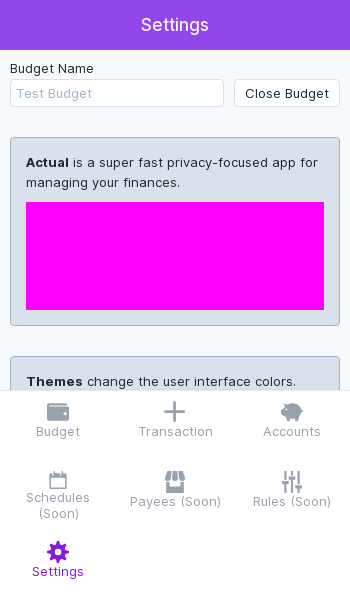 Settings
Budget Name
Test Budget
Close Budget
Actual is a super fast privacy-focused app for
managing your finances.
Themes change the user interface colors.
Budget
Transaction
Accounts
Schedules
(Soon)
Payees (Soon)
Rules (Soon)
Settings